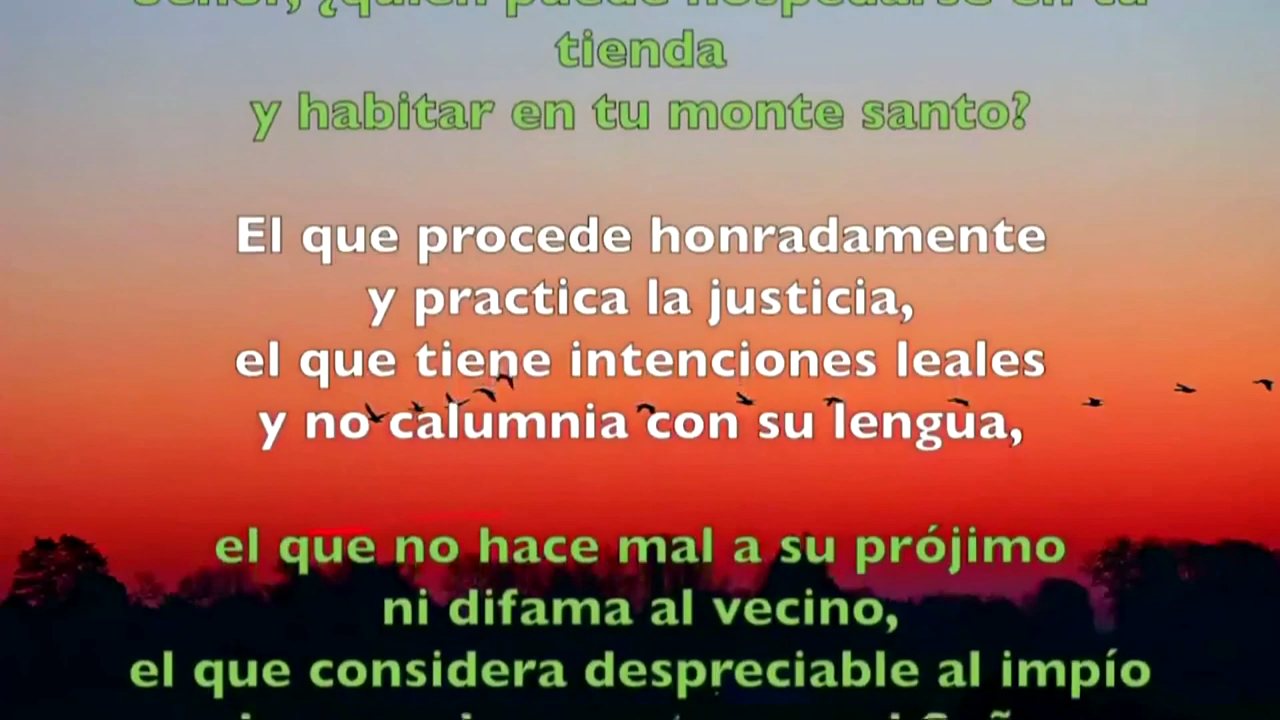 Señor, ¿quién puede hospedarse en tu
tienda
y habitar en tu monte santo?
El que procede honradamente
y practica la justicia,
el que tiene intenciones leales
y no calumnia con su lengua,
el que no hace mal a su prójimo
ni difama al vecino,
el que considera despreciable al impío